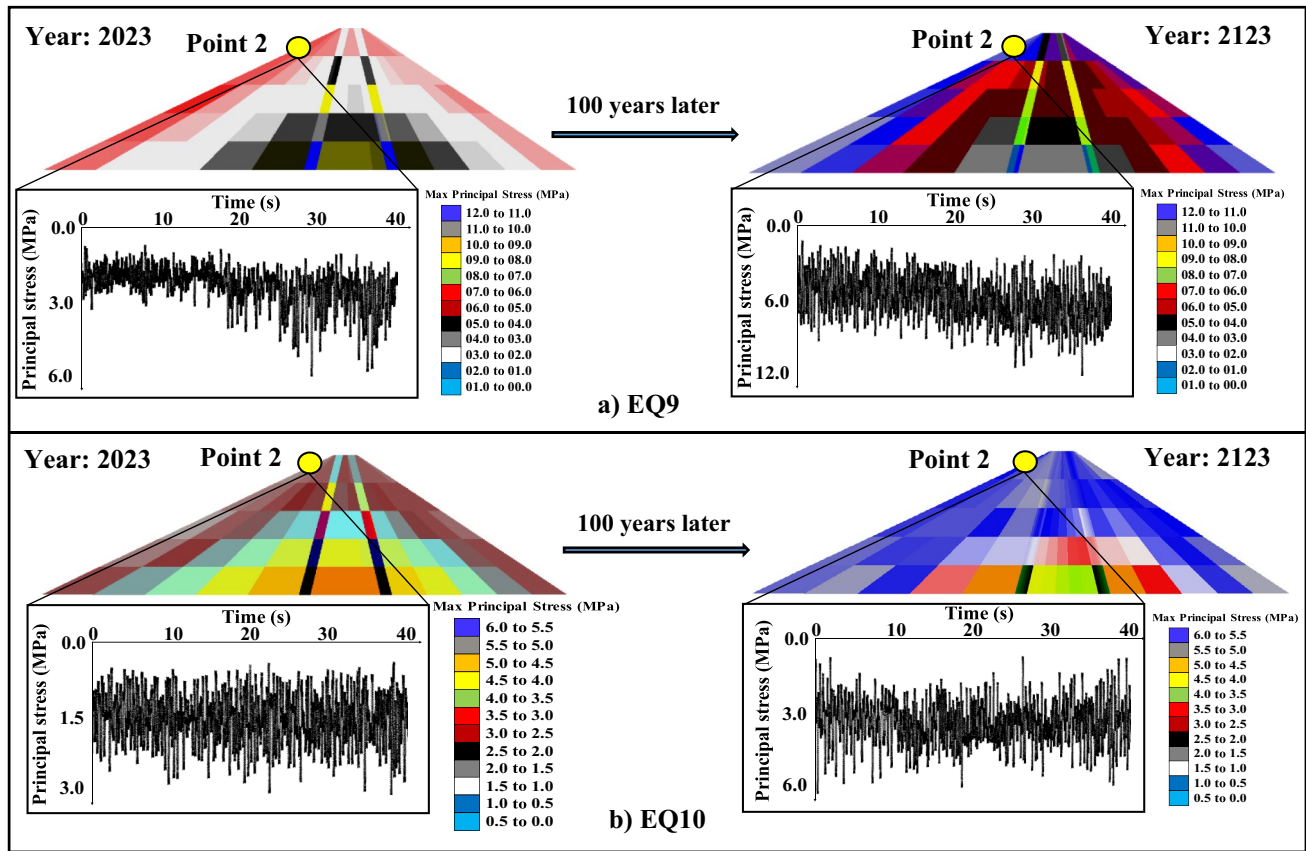 Year: 2023
Point 2
100 years later
Point 2
Year: 2123
Time (s)
0 10 20 30 40
Principal stress (MPa)
0.0
3.0
6.0
Max Principal Stress (MPa)
12.0 to 11.0
11.0 to 10.0
10.0 to 09.0
09.0 to 08.0
08.0 to 07.0
07.0 to 06.0
06.0 to 05.0
05.0 to 04.0
04.0 to 03.0
03.0 to 02.0
02.0 to 01.0
01.0 to 00.0
Time (s)
0 10 20 30 40
Principal stress (MPa)
0.0
6.0
12.0
Max Principal Stress (MPa)
12.0 to 11.0
11.0 to 10.0
10.0 to 09.0
09.0 to 08.0
08.0 to 07.0
07.0 to 06.0
06.0 to 05.0
05.0 to 04.0
04.0 to 03.0
03.0 to 02.0
02.0 to 01.0
01.0 to 00.0
a) EQ9
Year: 2023
Point 2
100 years later
Point 2
Year: 2123
Time (s)
0 10 20 30 40
Principal stress (MPa)
0.0
1.5
3.0
Max Principal Stress (MPa)
6.0 to 5.5
5.5 to 5.0
5.0 to 4.5
4.5 to 4.0
4.0 to 3.5
3.5 to 3.0
3.0 to 2.5
2.5 to 2.0
2.0 to 1.5
1.5 to 1.0
1.0 to 0.5
0.5 to 0.0
Time (s)
0 10 20 30 40
Principal stress (MPa)
0.0
3.0
6.0
Max Principal Stress (MPa)
6.0 to 5.5
5.5 to 5.0
5.0 to 4.5
4.5 to 4.0
4.0 to 3.5
3.5 to 3.0
3.0 to 2.5
2.5 to 2.0
2.0 to 1.5
1.5 to 1.0
1.0 to 0.5
0.5 to 0.0
b) EQ10